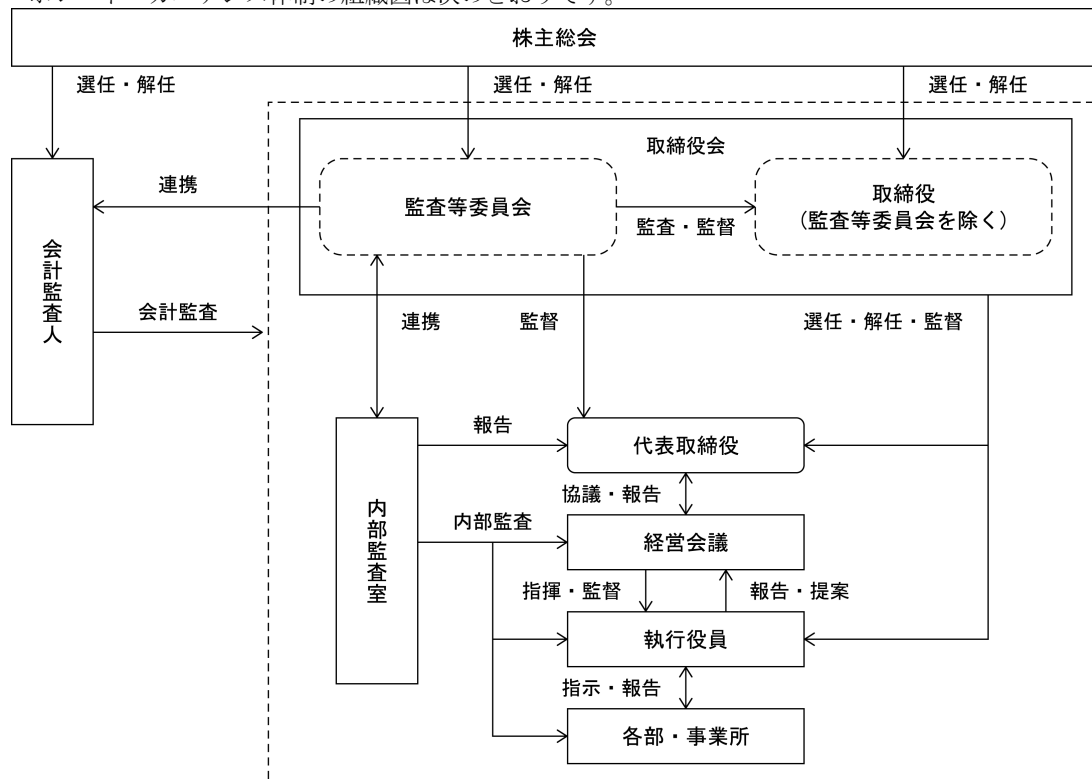 株主総会
選任・解任
選任・解任
選任・解任
取締役会
監査等委員会
取締役
(監査等委員会を除く)
連携
監査・監督
会計監査人
会計監査
連携
監督
選任・解任・監督
報告
代表取締役
協議・報告
内部監査室
内部監査
経営会議
指揮・監督
報告・提案
執行役員
指示・報告
各部・事業所